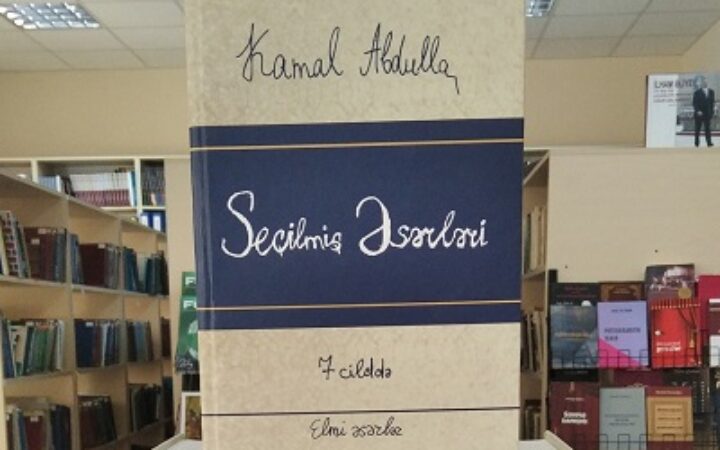 Kamal Abdulla
Seçilmiş Əsərləri
7 cilddə
Elmi əsərlər